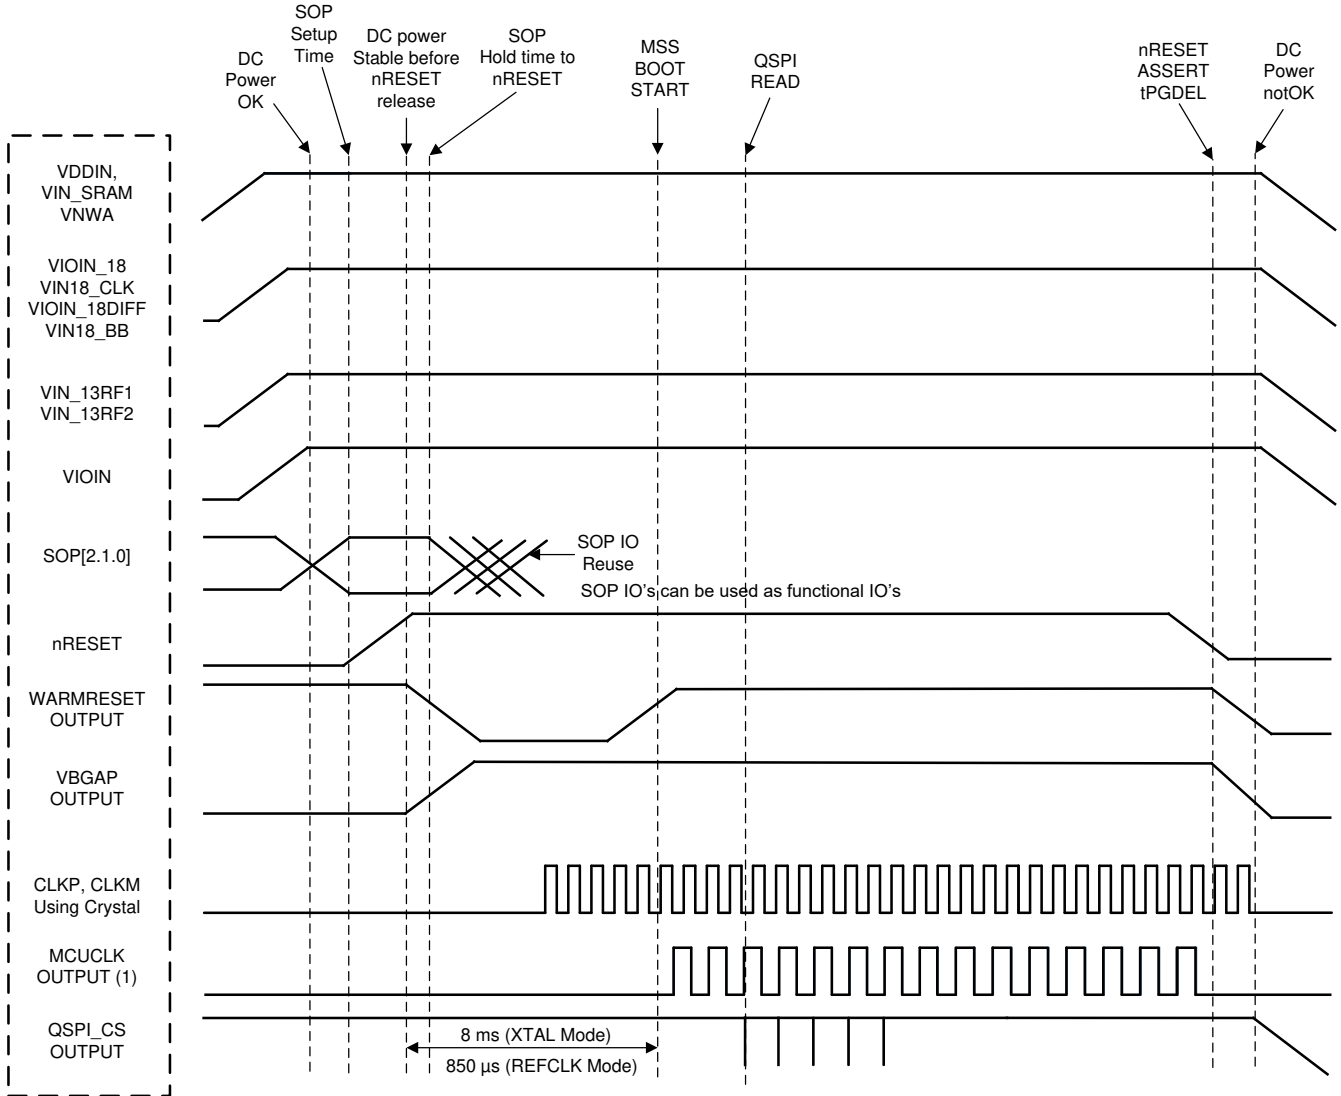 DC
Power
OK
SOP
Setup
Time
DC power
Stable before
nRESET
release
SOP
Hold time to
nRESET
MSS
BOOT
START
QSPI
READ
nRESET
ASSERT
tPGDEL
DC
Power
notOK
VDDIN,
VIN_SRAM
VNWA
VIOIN_18
VIN18_CLK
VIOIN_18DIFF
VIN18_BB
VIN_13RF1
VIN_13RF2
VIOIN
SOP[2.1.0]
SOP IO
Reuse
SOP IO's can be used as functional IO's
nRESET
WARMRESET
OUTPUT
VBGAP
OUTPUT
CLKP, CLKM
Using Crystal
MCUCLK
OUTPUT (1)
QSPI_CS
OUTPUT
8 ms (XTAL Mode)
850 µs (REFCLK Mode)